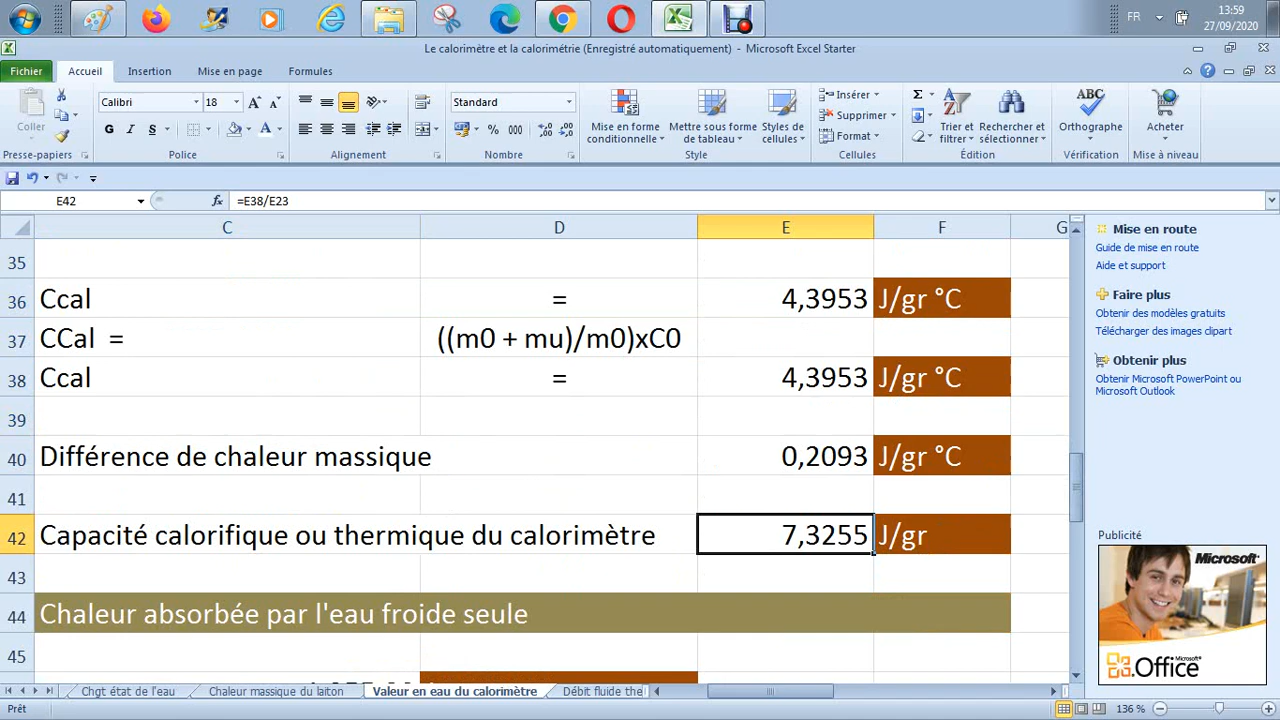 FR
13:59
27/09/2020
Le calorimètre et la calorimétrie (Enregistré automatiquement) - Microsoft Excel Starter
Fichier Accueil Insertion Mise en page Formules
Coller
Presse-papiers
Calibri 18
G I S
Police
Alignement
Standard
% 000
Nombre
Mise en forme conditionnelle
Mettre sous forme de tableau
Styles de cellules
Style
Insérer
Supprimer
Format
Cellules
Σ
Trier et filtrer
Rechercher et sélectionner
Édition
ABC
Orthographe
Vérification
Acheter
Mise à niveau
E42 fx =E38/E23
C D E F G
35
36 Ccal = 4,3953 J/gr °C
37 CCal = ((m0 + mu)/m0)xC0
38 Ccal = 4,3953 J/gr °C
39
40 Différence de chaleur massique 0,2093 J/gr °C
41
42 Capacité calorifique ou thermique du calorimètre 7,3255 J/gr
43
44 Chaleur absorbée par l'eau froide seule
45
Mise en route
Guide de mise en route
Aide et support
Faire plus
Obtenir des modèles gratuits
Télécharger des images clipart
Obtenir plus
Obtenir Microsoft PowerPoint ou
Microsoft Outlook
Publicité
Microsoft
Microsoft
Office
Chgt état de l'eau Chaleur massique du laiton Valeur en eau du calorimètre Débit fluide the
Prêt 136 %